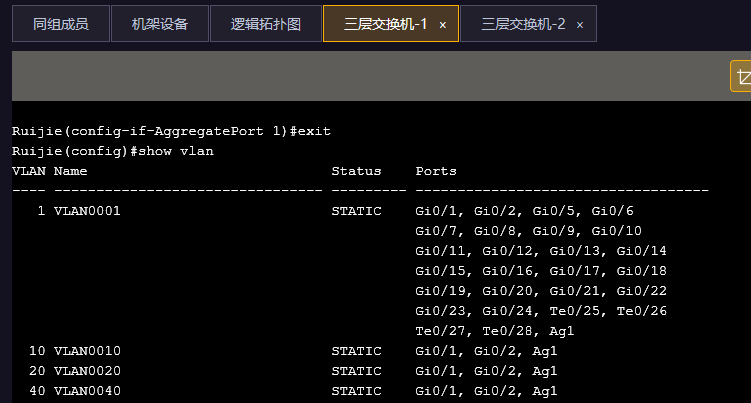 同组成员 机架设备 逻辑拓扑图 三层交换机-1 × 三层交换机-2 ×
Ruijie(config-if-AggregatePort 1)#exit
Ruijie(config)#show vlan
VLAN Name                             Status    Ports
---- -------------------------------- --------- -----------------------------------
   1 VLAN0001                         STATIC    Gi0/1, Gi0/2, Gi0/5, Gi0/6
                                                Gi0/7, Gi0/8, Gi0/9, Gi0/10
                                                Gi0/11, Gi0/12, Gi0/13, Gi0/14
                                                Gi0/15, Gi0/16, Gi0/17, Gi0/18
                                                Gi0/19, Gi0/20, Gi0/21, Gi0/22
                                                Gi0/23, Gi0/24, Te0/25, Te0/26
                                                Te0/27, Te0/28, Ag1
  10 VLAN0010                         STATIC    Gi0/1, Gi0/2, Ag1
  20 VLAN0020                         STATIC    Gi0/1, Gi0/2, Ag1
  40 VLAN0040                         STATIC    Gi0/1, Gi0/2, Ag1